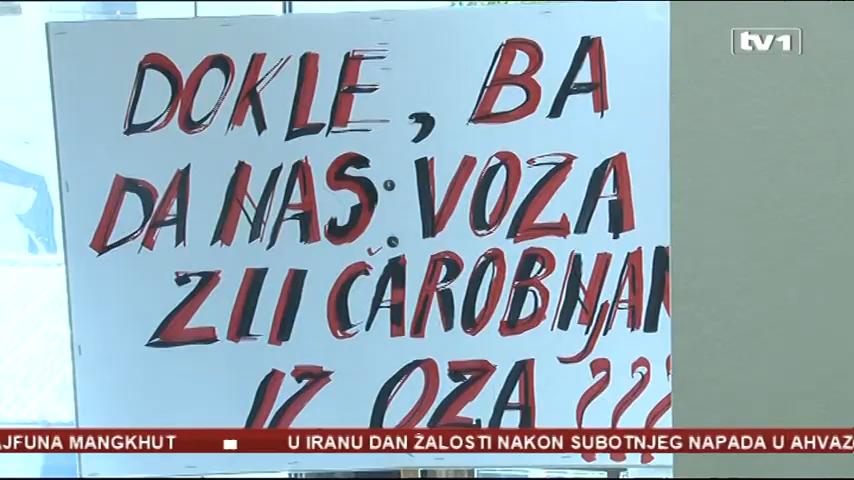 tv1
DOKLE, BA
DA NAS VOZA
ZLI ČAROBNJAK
IZ OZA???
AJFUNA MANGKHUT ■ U IRANU DAN ŽALOSTI NAKON SUBOTNJEG NAPADA U AHVAZ